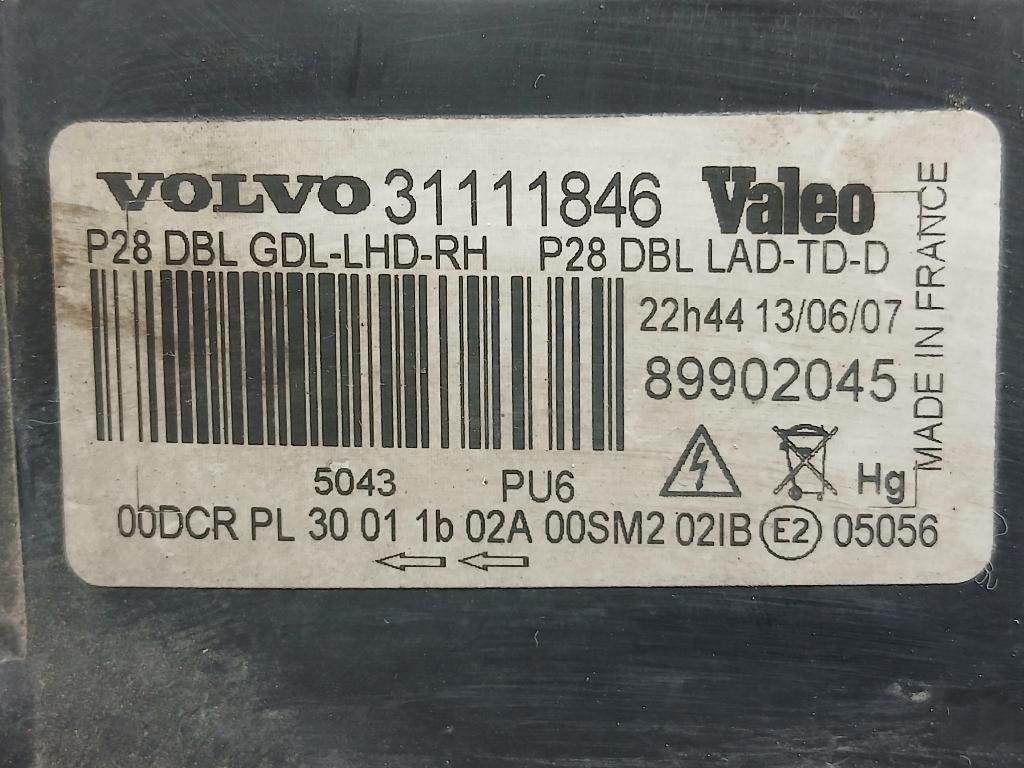 VOLVO 31111846 Valeo
P28 DBL GDL-LHD-RH P28 DBL LAD-TD-D
22h44 13/06/07
89902045
MADE IN FRANCE
Hg
5043 PU6
00DCR PL 30 01 1b 02A 00SM2 02IB E2 05056